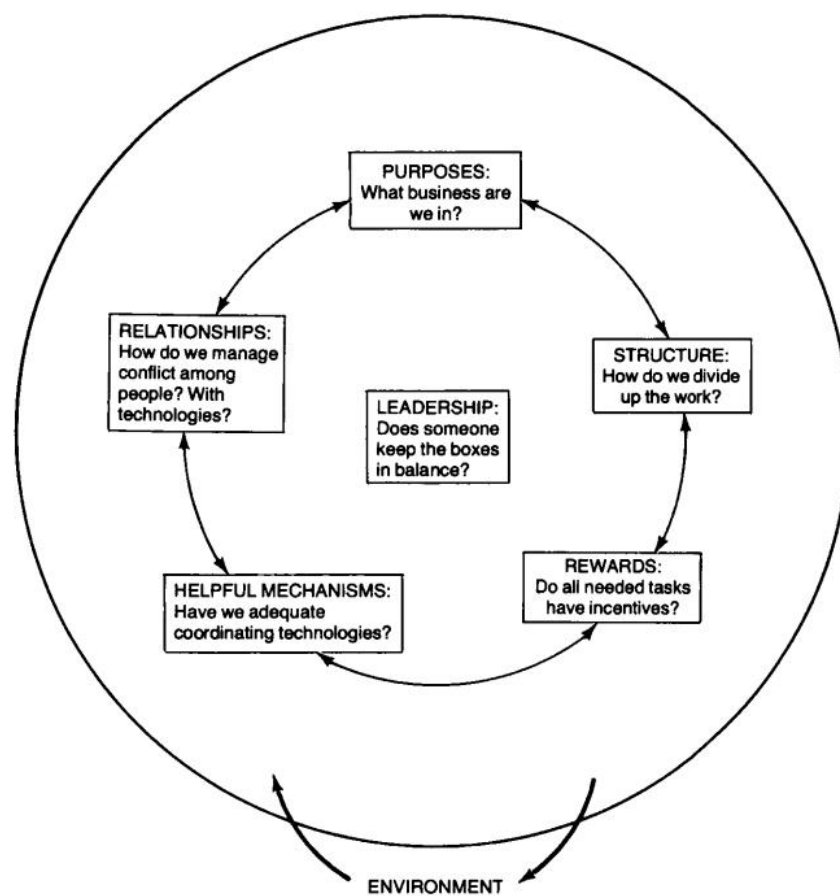 PURPOSES:
What business are
we in?
RELATIONSHIPS:
How do we manage
conflict among
people? With
technologies?
STRUCTURE:
How do we divide
up the work?
LEADERSHIP:
Does someone
keep the boxes
in balance?
HELPFUL MECHANISMS:
Have we adequate
coordinating technologies?
REWARDS:
Do all needed tasks
have incentives?
ENVIRONMENT